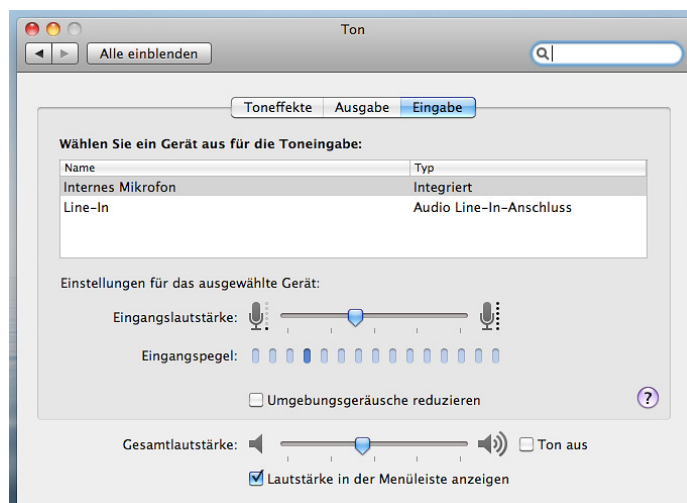 Ton
Alle einblenden
Toneffekte Ausgabe Eingabe
Wählen Sie ein Gerät aus für die Toneingabe:
Name Typ
Internes Mikrofon Integriert
Line-In Audio Line-In-Anschluss
Einstellungen für das ausgewählte Gerät:
Eingangslautstärke:
Eingangspegel:
Umgebungsgeräusche reduzieren
?
Gesamtlautstärke: Ton aus
Lautstärke in der Menüleiste anzeigen